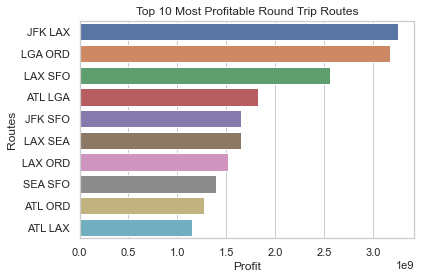 Top 10 Most Profitable Round Trip Routes
JFK LAX
LGA ORD
LAX SFO
ATL LGA
JFK SFO
LAX SEA
LAX ORD
SEA SFO
ATL ORD
ATL LAX
Routes
0.0 0.5 1.0 1.5 2.0 2.5 3.0
1e9
Profit